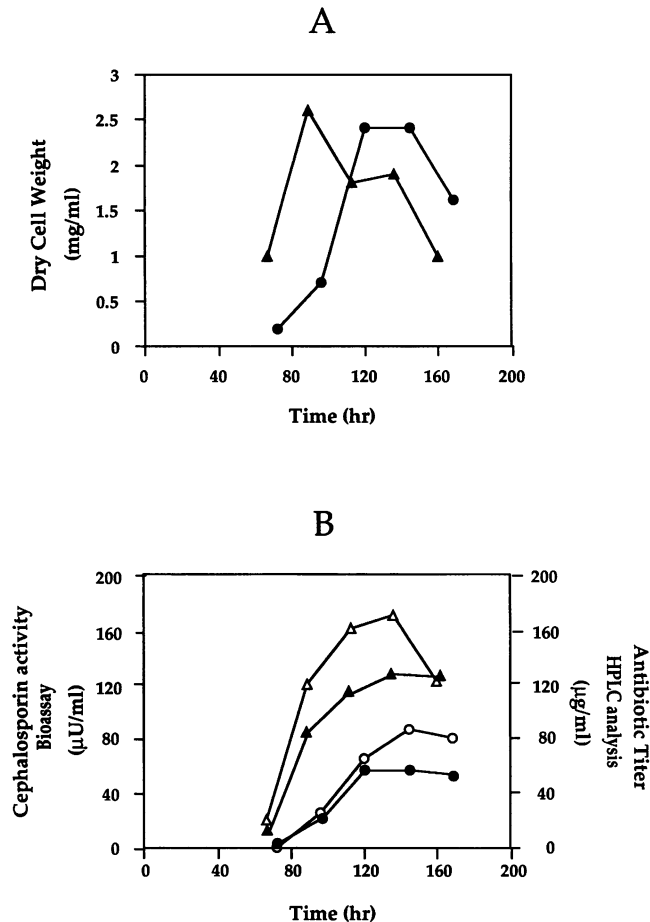 A
3
2.5
2
1.5
1
0.5
0
Dry Cell Weight
(mg/ml)
0 40 80 120 160 200
Time (hr)
B
200
160
120
80
40
0
Cephalosporin activity
Bioassay
(μU/ml)
200
160
120
80
40
0
Antibiotic Titer
HPLC analysis
(μg/ml)
0 40 80 120 160 200
Time (hr)